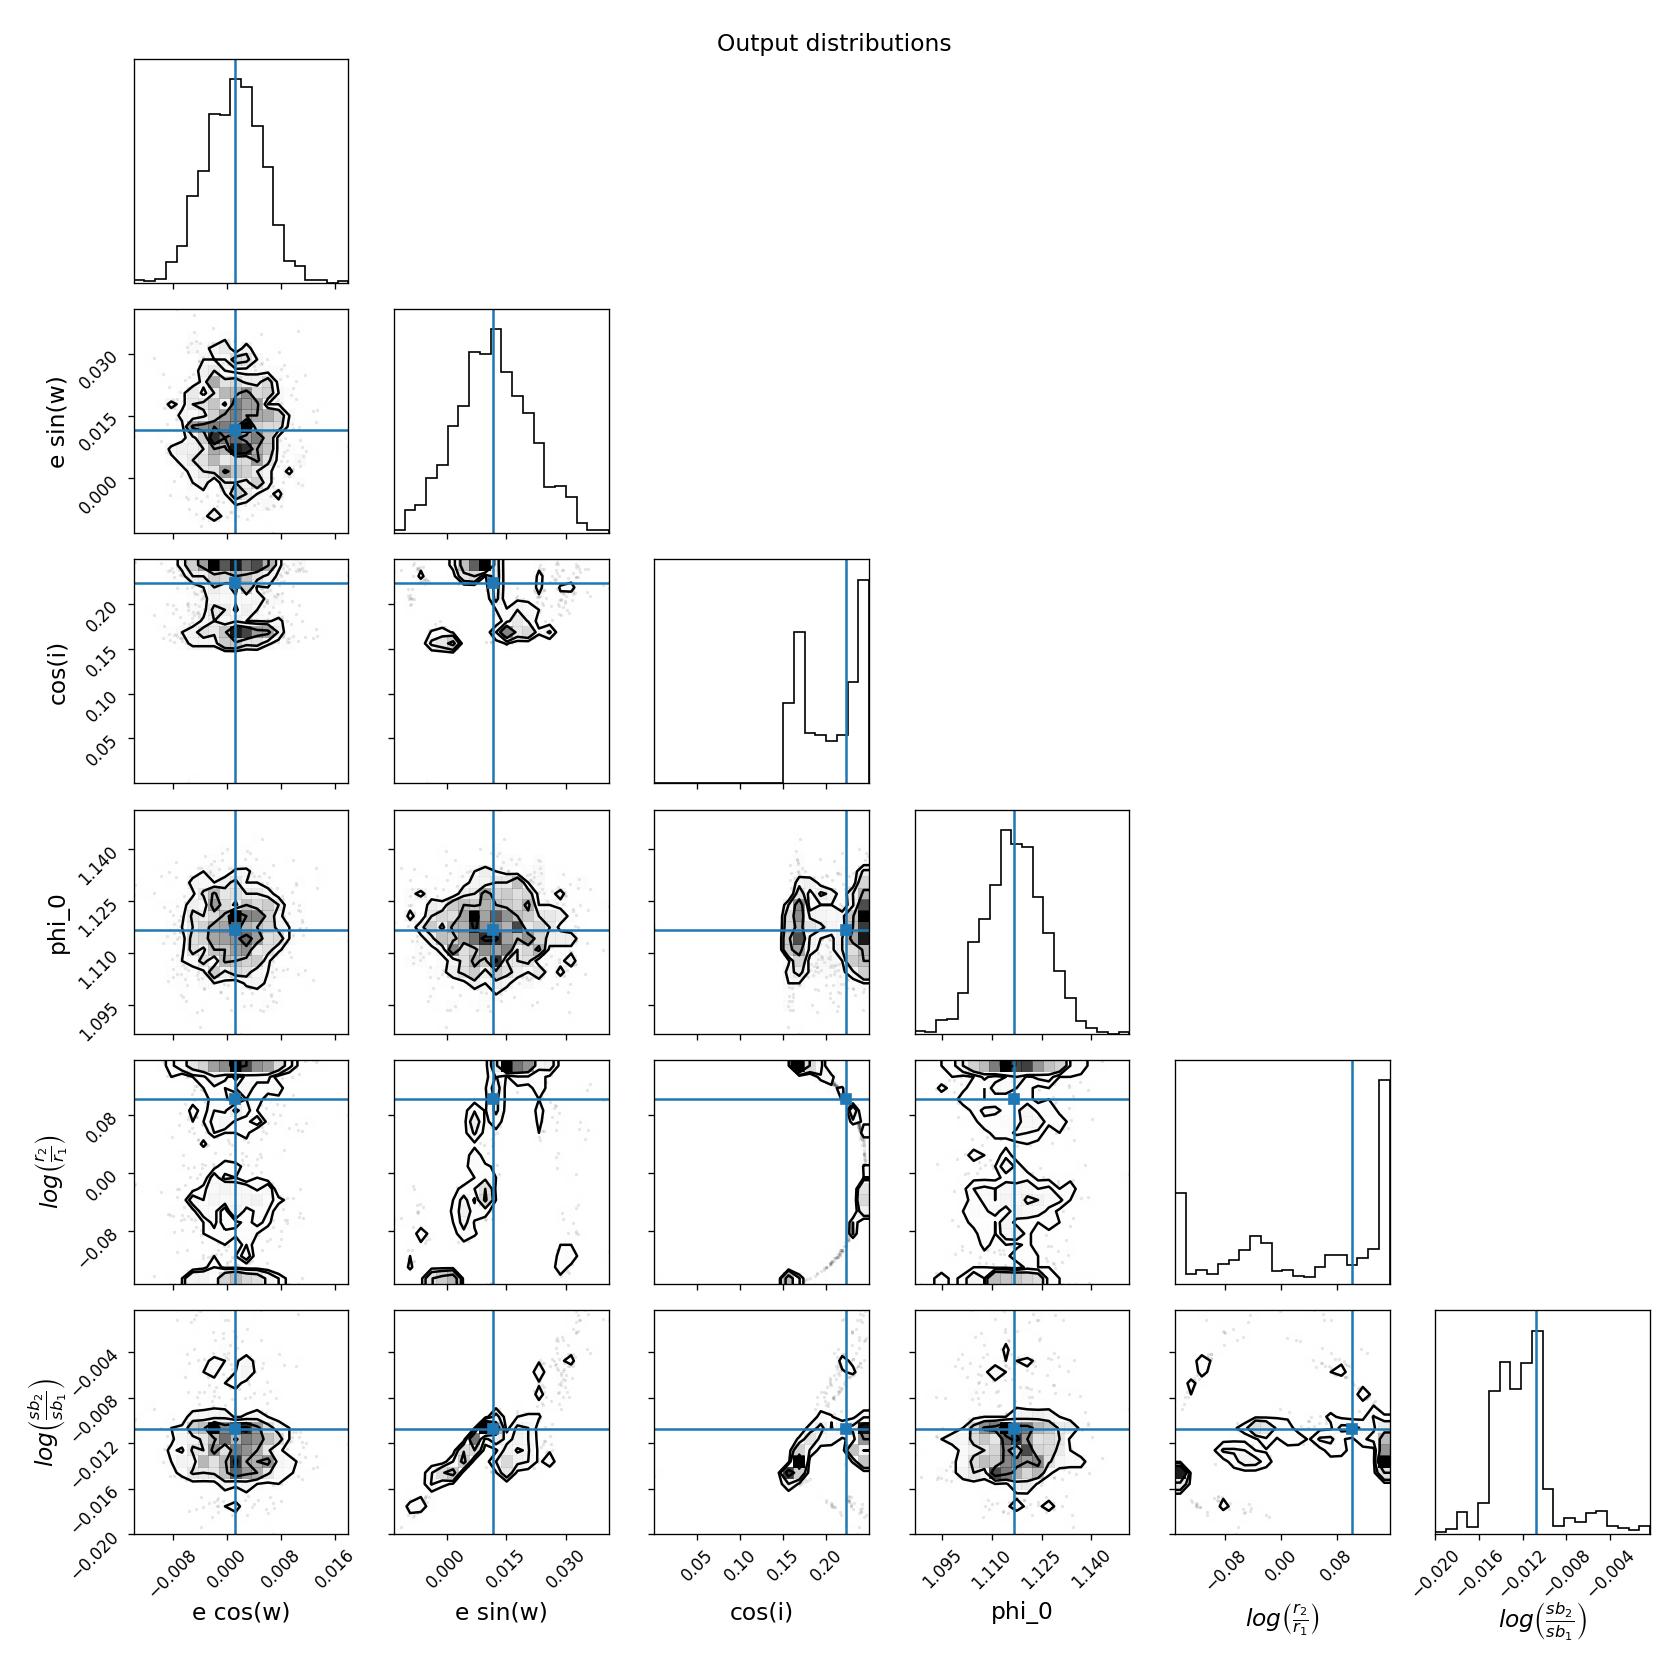 Output distributions
e sin(w)
0.030
0.015
0.000
cos(i)
0.20
0.15
0.10
0.05
phi_0
1.140
1.125
1.110
1.095
log(r₂/r₁)
0.08
0.00
−0.08
log(sb₂/sb₁)
−0.004
−0.008
−0.012
−0.016
−0.020
−0.008 0.000 0.008 0.016
0.000 0.015 0.030
0.05 0.10 0.15 0.20
1.095 1.110 1.125 1.140
−0.08 0.00 0.08
−0.020 −0.016 −0.012 −0.008 −0.004
e cos(w)
e sin(w)
cos(i)
phi_0
log(r₂/r₁)
log(sb₂/sb₁)